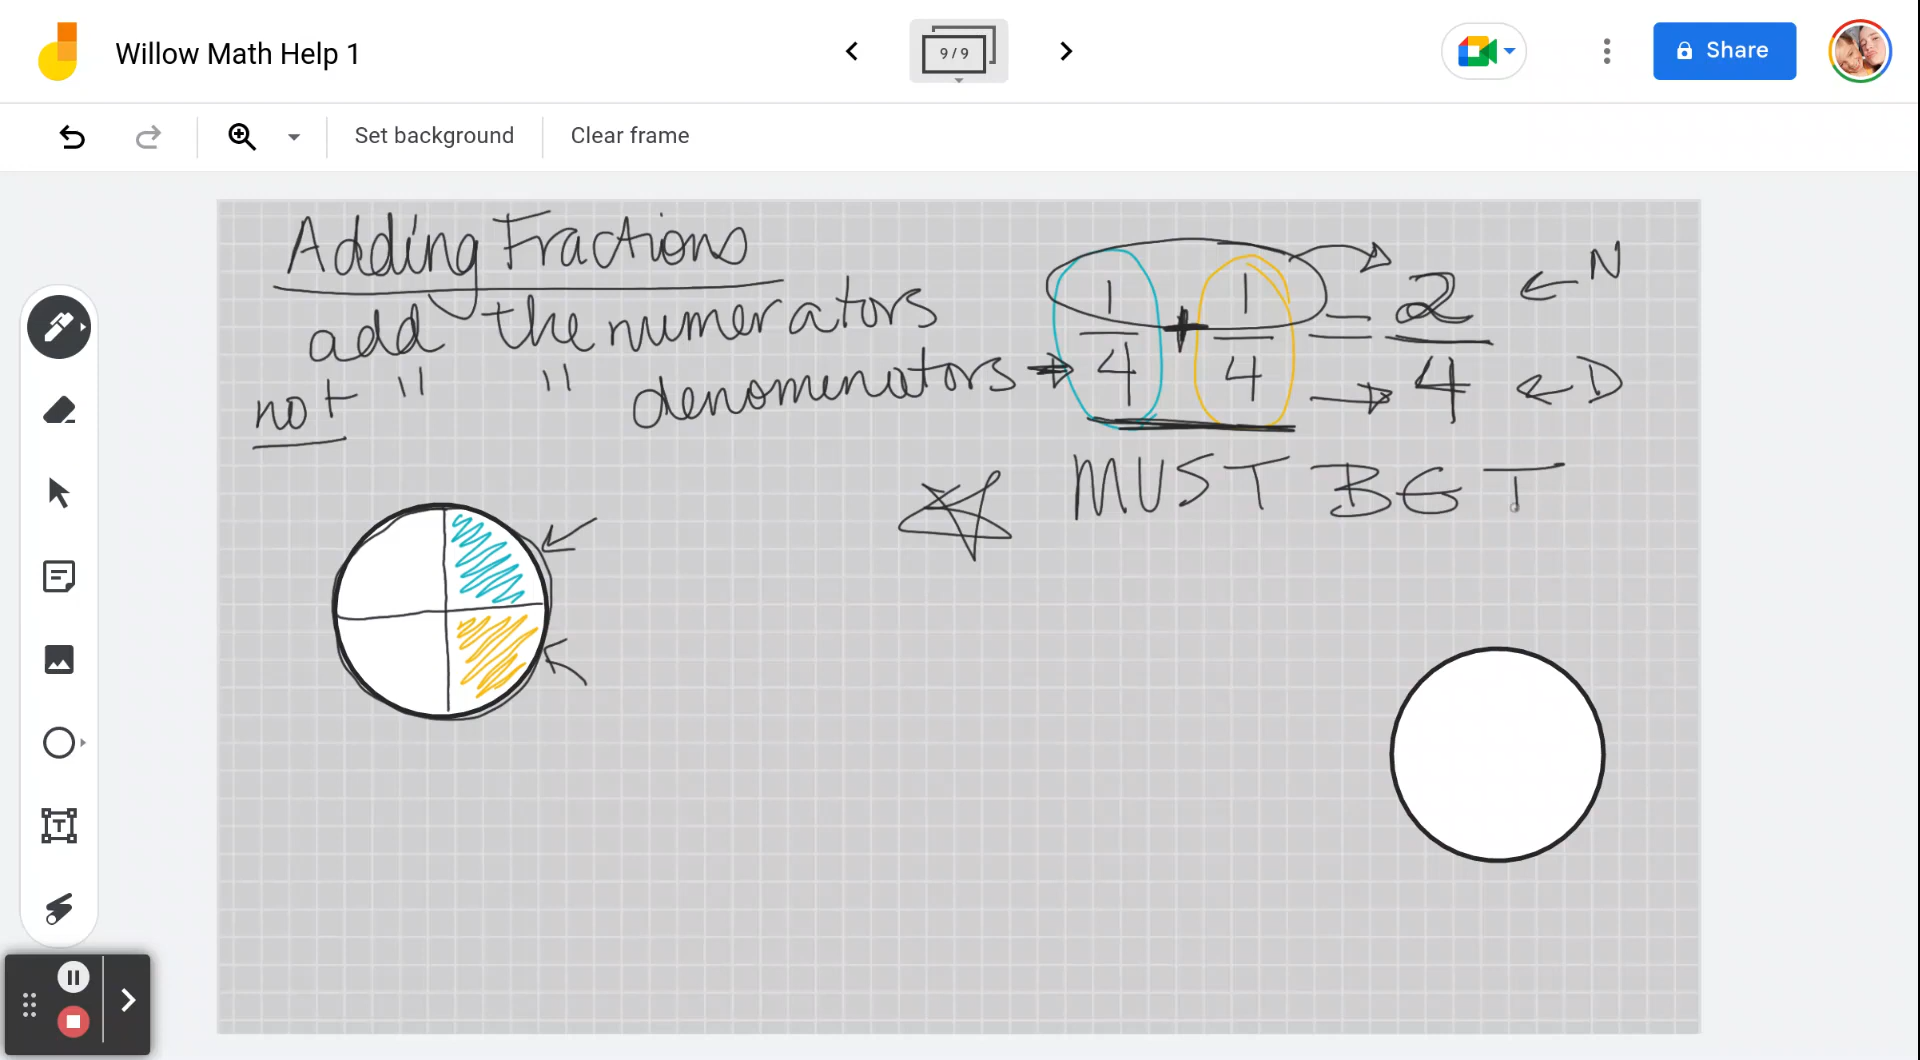 Willow Math Help 1
9 / 9
Share
Set background
Clear frame
Adding Fractions
add the numerators
not " " denomenators →
1/4 + 1/4 = 2/4
← N
← D
MUST BE T